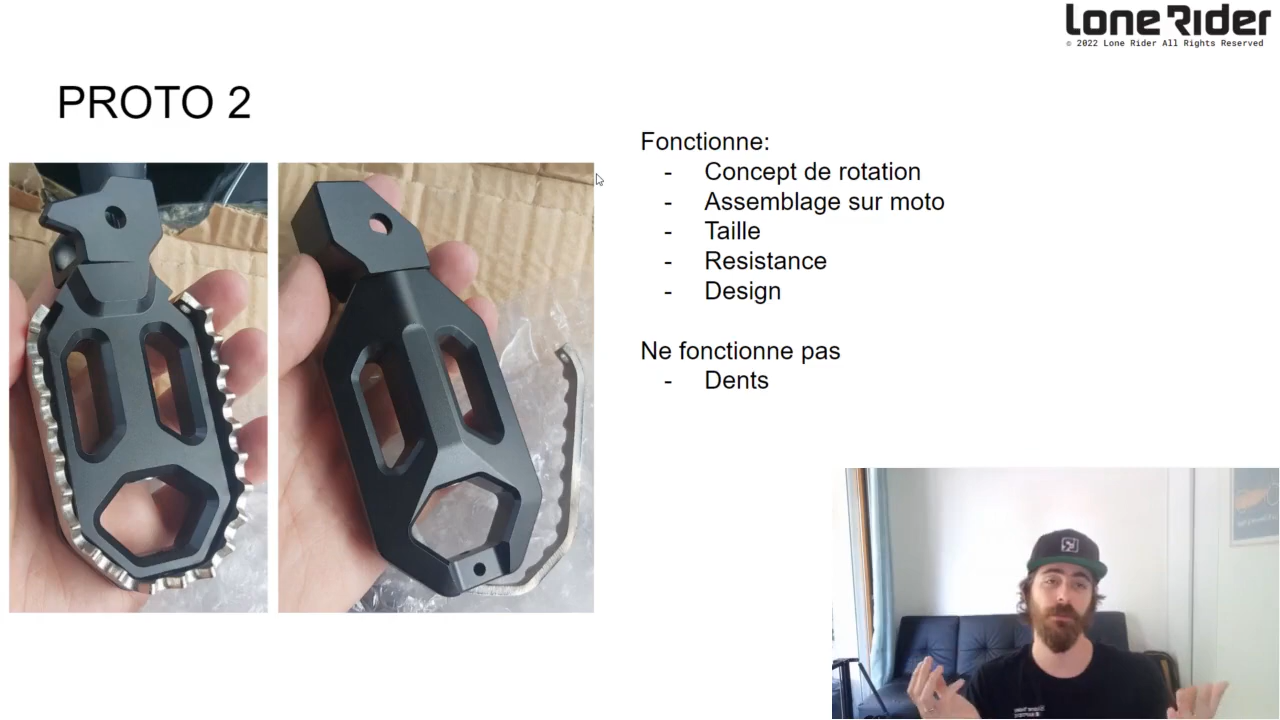 Lone Rider
© 2022 Lone Rider All Rights Reserved
PROTO 2
Fonctionne:
- Concept de rotation
- Assemblage sur moto
- Taille
- Resistance
- Design
Ne fonctionne pas
- Dents